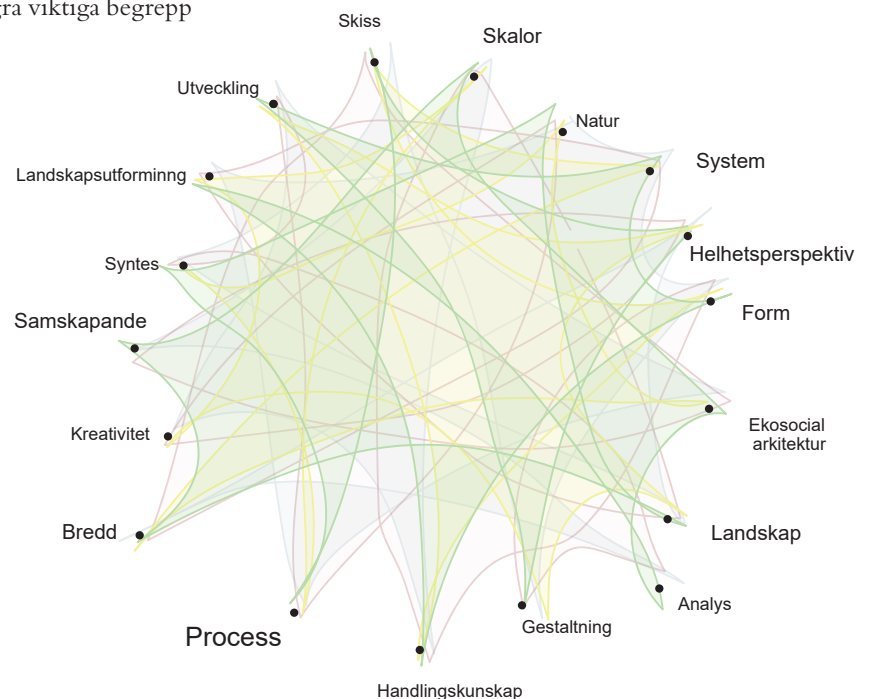 viktiga begrepp
Skiss
Skalor
Utveckling
Natur
System
Landskapsutforminng
Helhetsperspektiv
Syntes
Form
Samskapande
Ekosocial
arkitektur
Kreativitet
Bredd
Landskap
Analys
Process
Gestaltning
Handlingskunskap